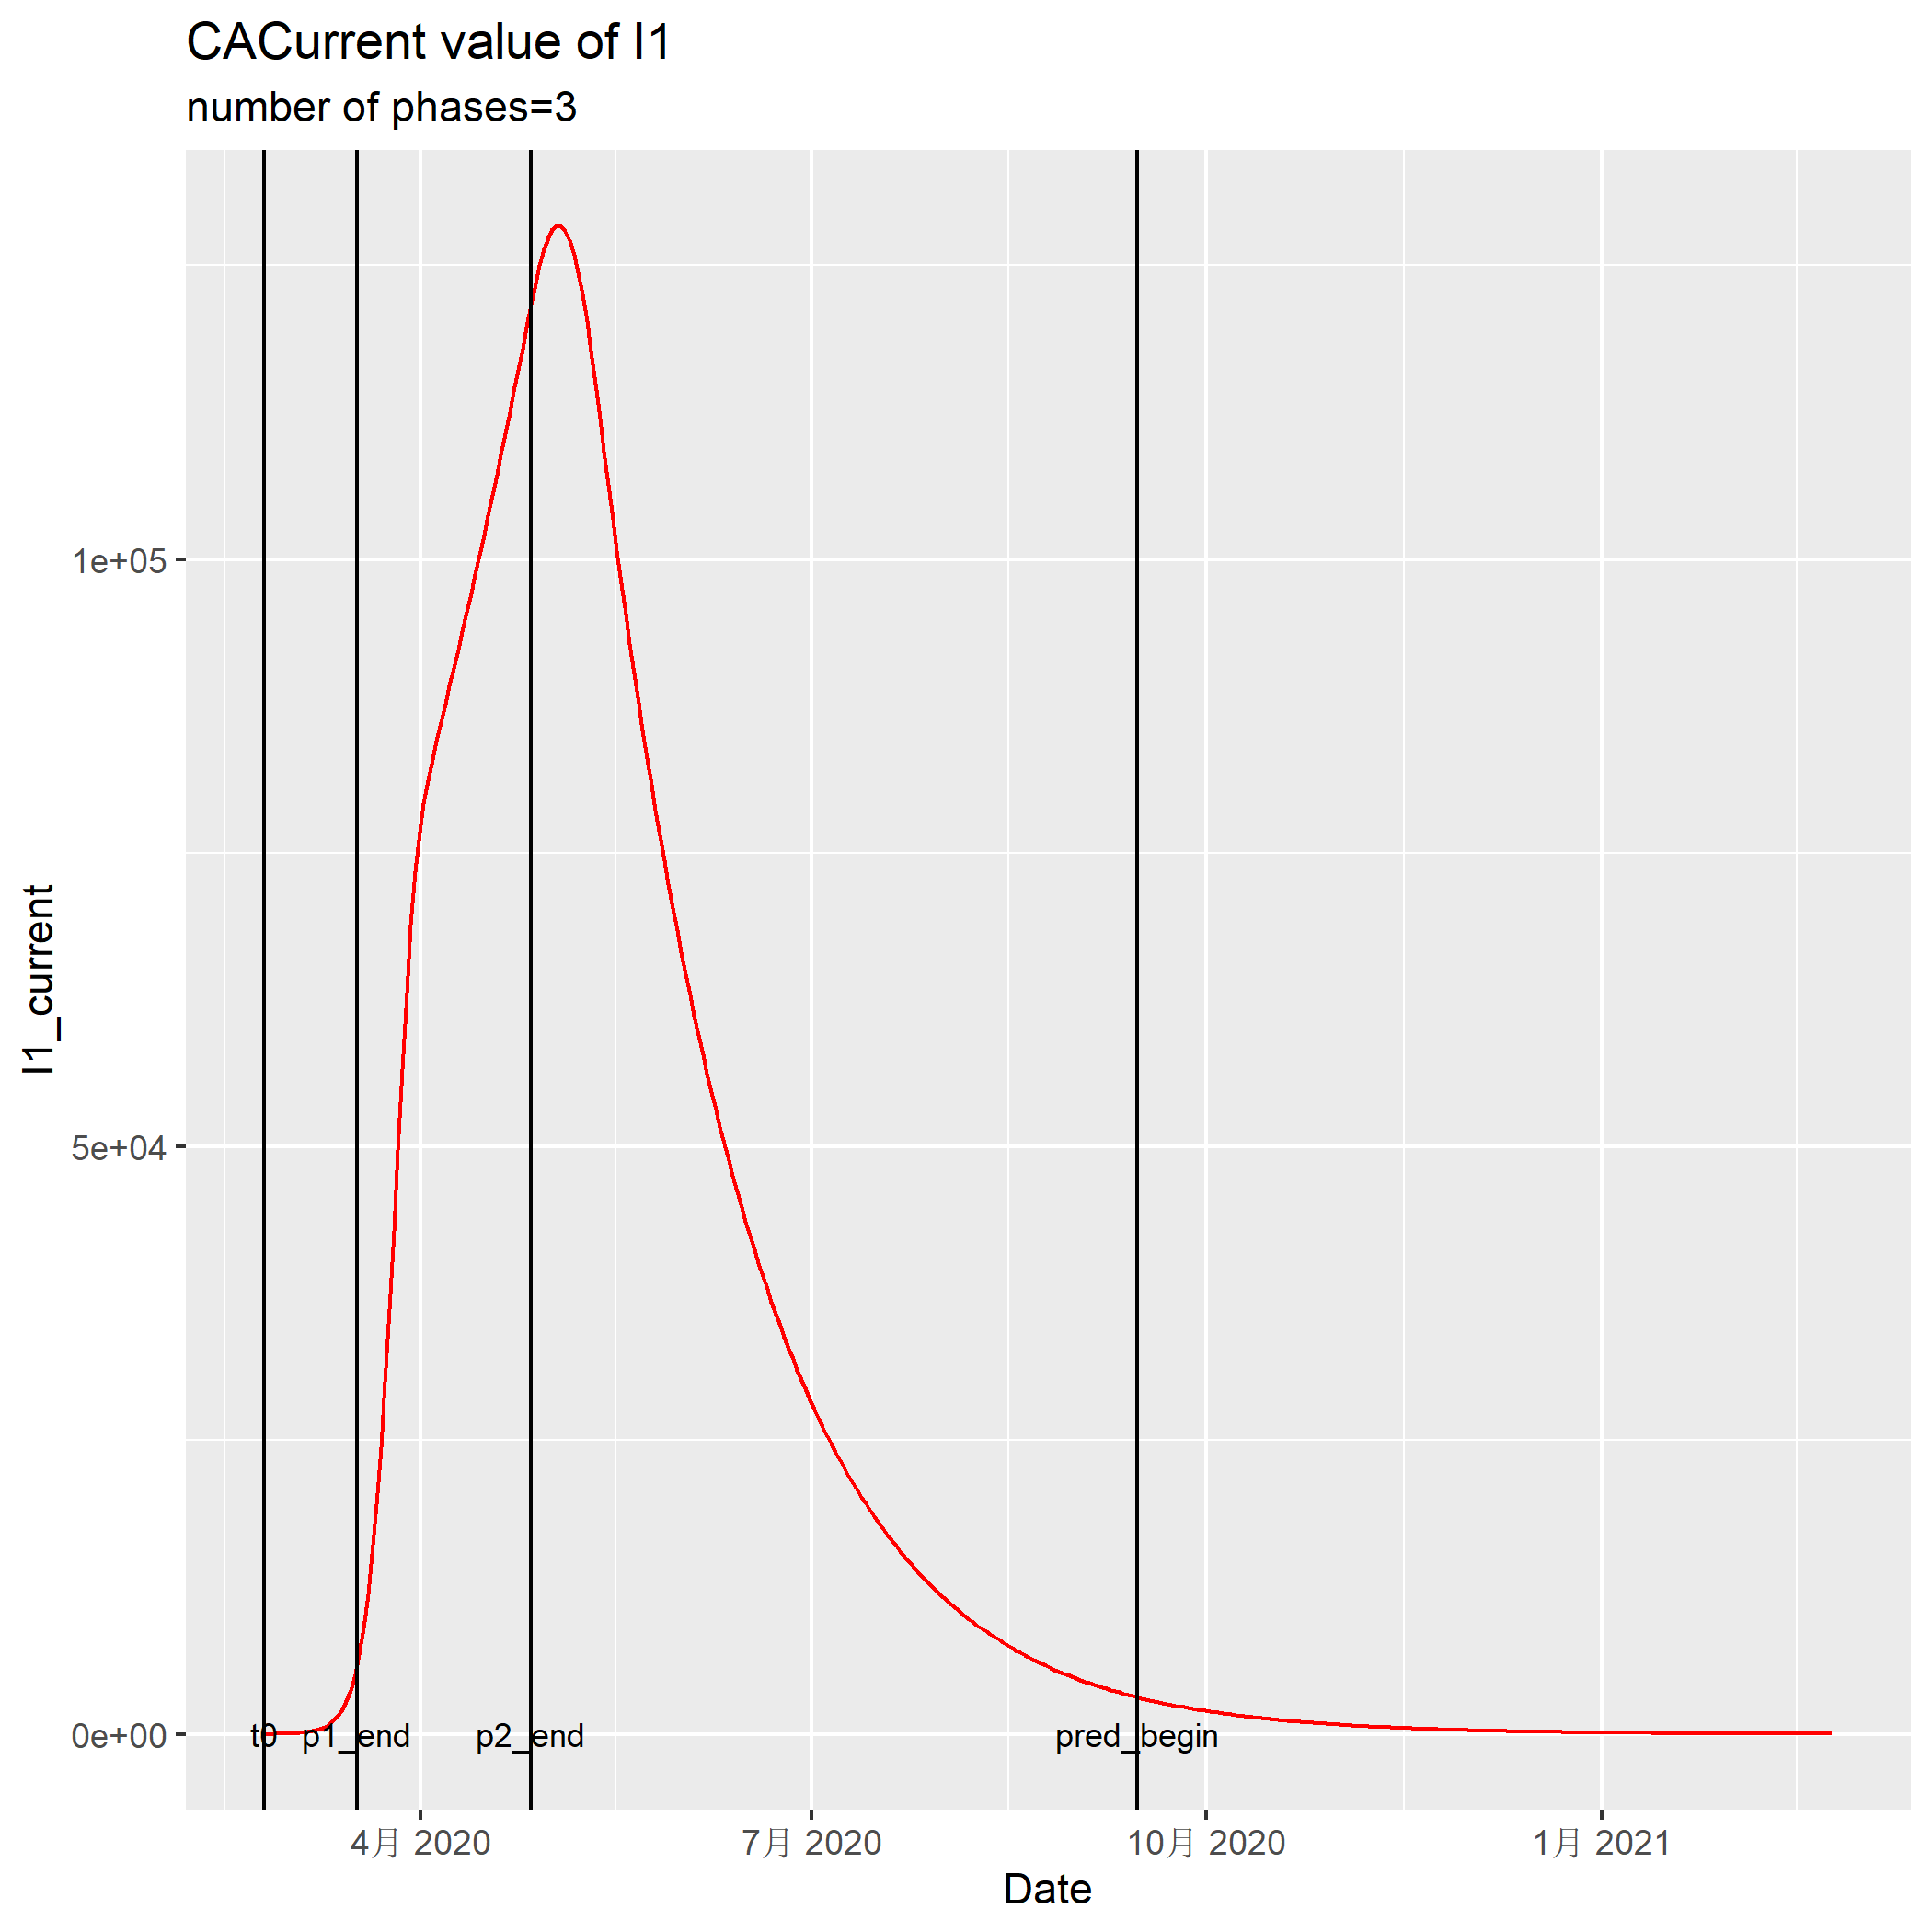 CACurrent value of I1
number of phases=3
1e+05
5e+04
0e+00
I1_current
t0 p1_end p2_end pred_begin
4月 2020 7月 2020 10月 2020 1月 2021
Date